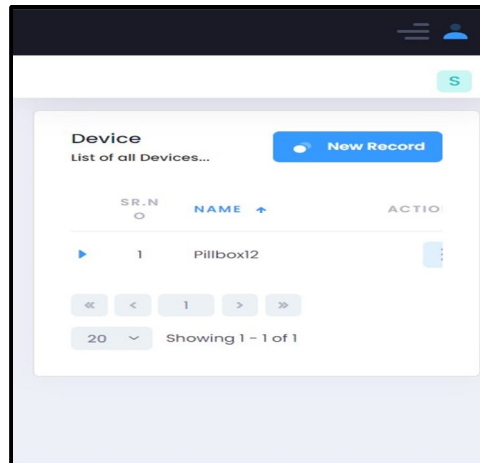 S
Device
New Record
List of all Devices...
SR.N
O
NAME
ACTIO
1 Pillbox12
« < 1 > »
20 Showing 1 - 1 of 1